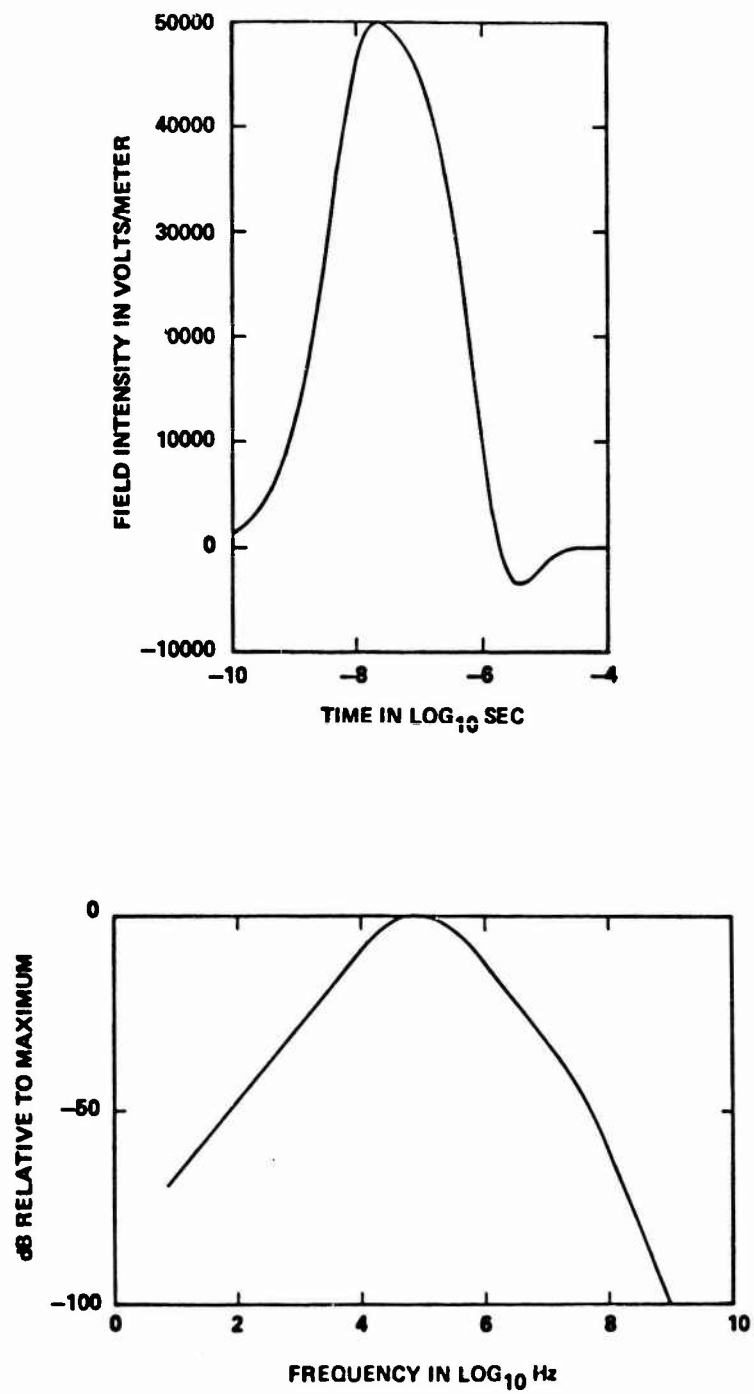 50000
40000
30000
0000
10000
0
−10000
−10 −8 −6 −4
FIELD INTENSITY IN VOLTS/METER
TIME IN LOG10 SEC
0
−50
−100
0 2 4 6 8 10
dB RELATIVE TO MAXIMUM
FREQUENCY IN LOG10 Hz